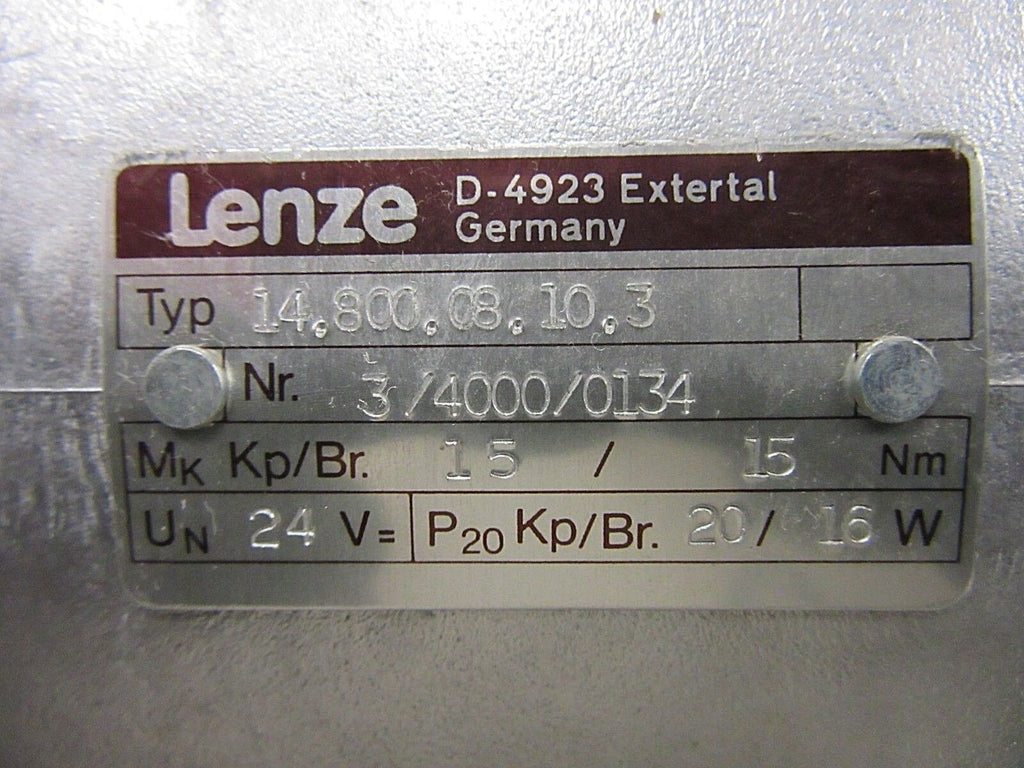 Lenze D-4923 Extertal
Germany
Typ 14.800.08.10.3
Nr. 3/4000/0134
MK Kp/Br. 15 / 15 Nm
UN 24 V= P20 Kp/Br. 20/ 16 W